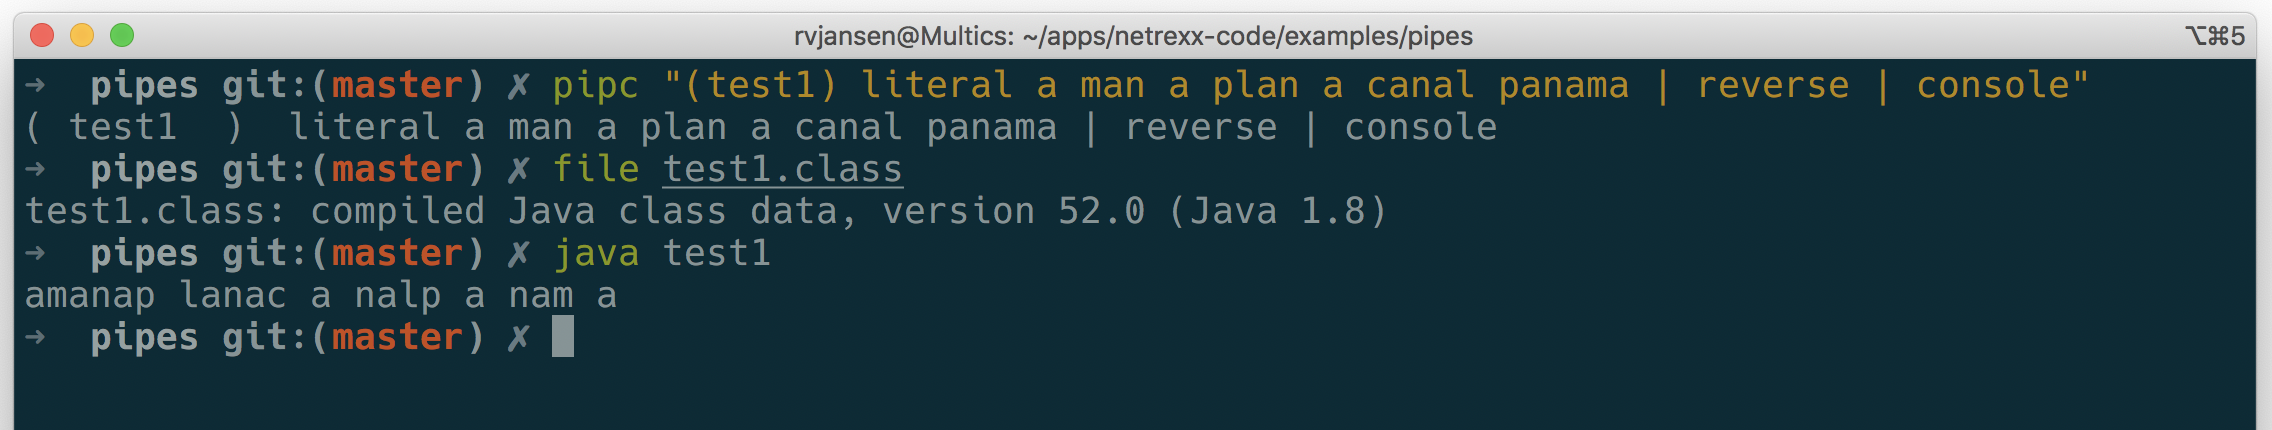 rvjansen@Multics: ~/apps/netrexx-code/examples/pipes ⌥⌘5
→ pipes git:(master) ✗ pipc "(test1) literal a man a plan a canal panama | reverse | console"
( test1  )  literal a man a plan a canal panama | reverse | console
→ pipes git:(master) ✗ file test1.class
test1.class: compiled Java class data, version 52.0 (Java 1.8)
→ pipes git:(master) ✗ java test1
amanap lanac a nalp a nam a
→ pipes git:(master) ✗